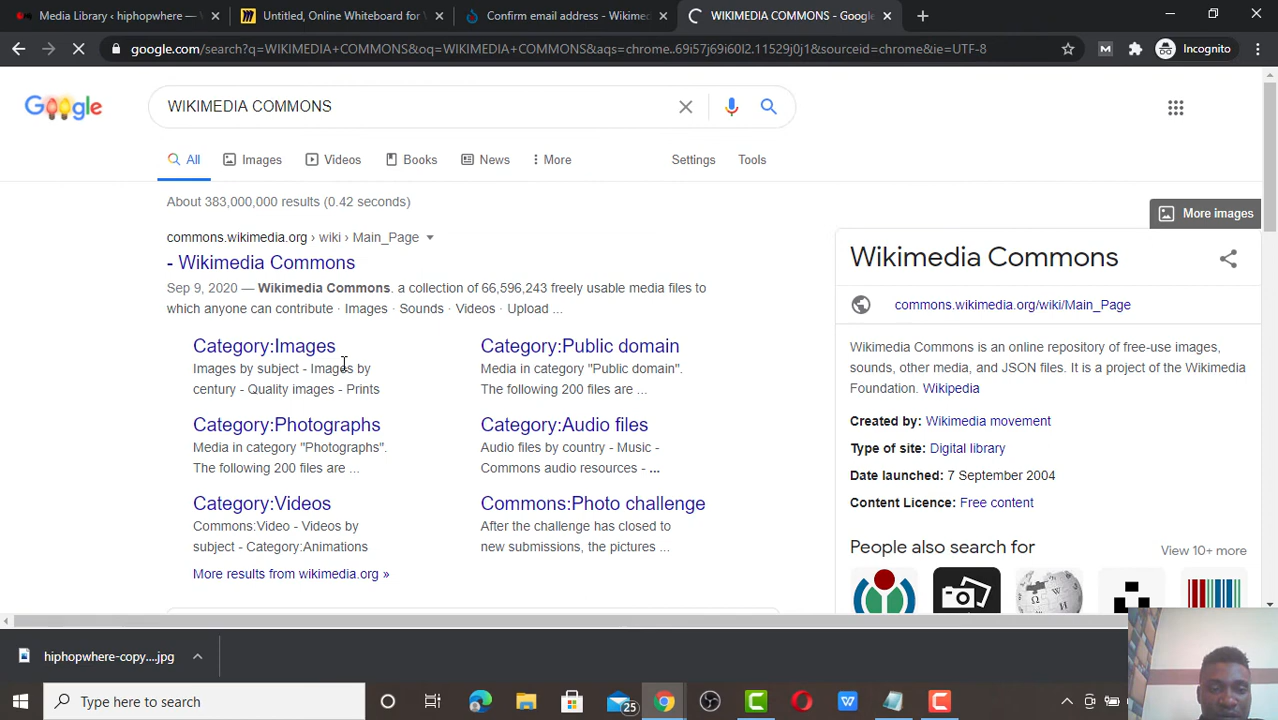 Media Library ‹ hiphopwhere — V
Untitled, Online Whiteboard for V
Confirm email address - Wikimed
WIKIMEDIA COMMONS - Google
google.com/search?q=WIKIMEDIA+COMMONS&oq=WIKIMEDIA+COMMONS&aqs=chrome..69i57j69i60l2.11529j0j1&sourceid=chrome&ie=UTF-8
M
Incognito
Google
WIKIMEDIA COMMONS
All
Images
Videos
Books
News
More
Settings
Tools
About 383,000,000 results (0.42 seconds)
More images
commons.wikimedia.org › wiki › Main_Page
- Wikimedia Commons
Sep 9, 2020 — Wikimedia Commons. a collection of 66,596,243 freely usable media files to
which anyone can contribute · Images · Sounds · Videos · Upload ...
Category:Images
Images by subject - Images by
century - Quality images - Prints
Category:Public domain
Media in category "Public domain".
The following 200 files are ...
Category:Photographs
Media in category "Photographs".
The following 200 files are ...
Category:Audio files
Audio files by country - Music -
Commons audio resources - ...
Category:Videos
Commons:Video - Videos by
subject - Category:Animations
Commons:Photo challenge
After the challenge has closed to
new submissions, the pictures ...
More results from wikimedia.org »
Wikimedia Commons
commons.wikimedia.org/wiki/Main_Page
Wikimedia Commons is an online repository of free-use images,
sounds, other media, and JSON files. It is a project of the Wikimedia
Foundation. Wikipedia
Created by: Wikimedia movement
Type of site: Digital library
Date launched: 7 September 2004
Content Licence: Free content
People also search for
View 10+ more
hiphopwhere-copy....jpg
Type here to search
25